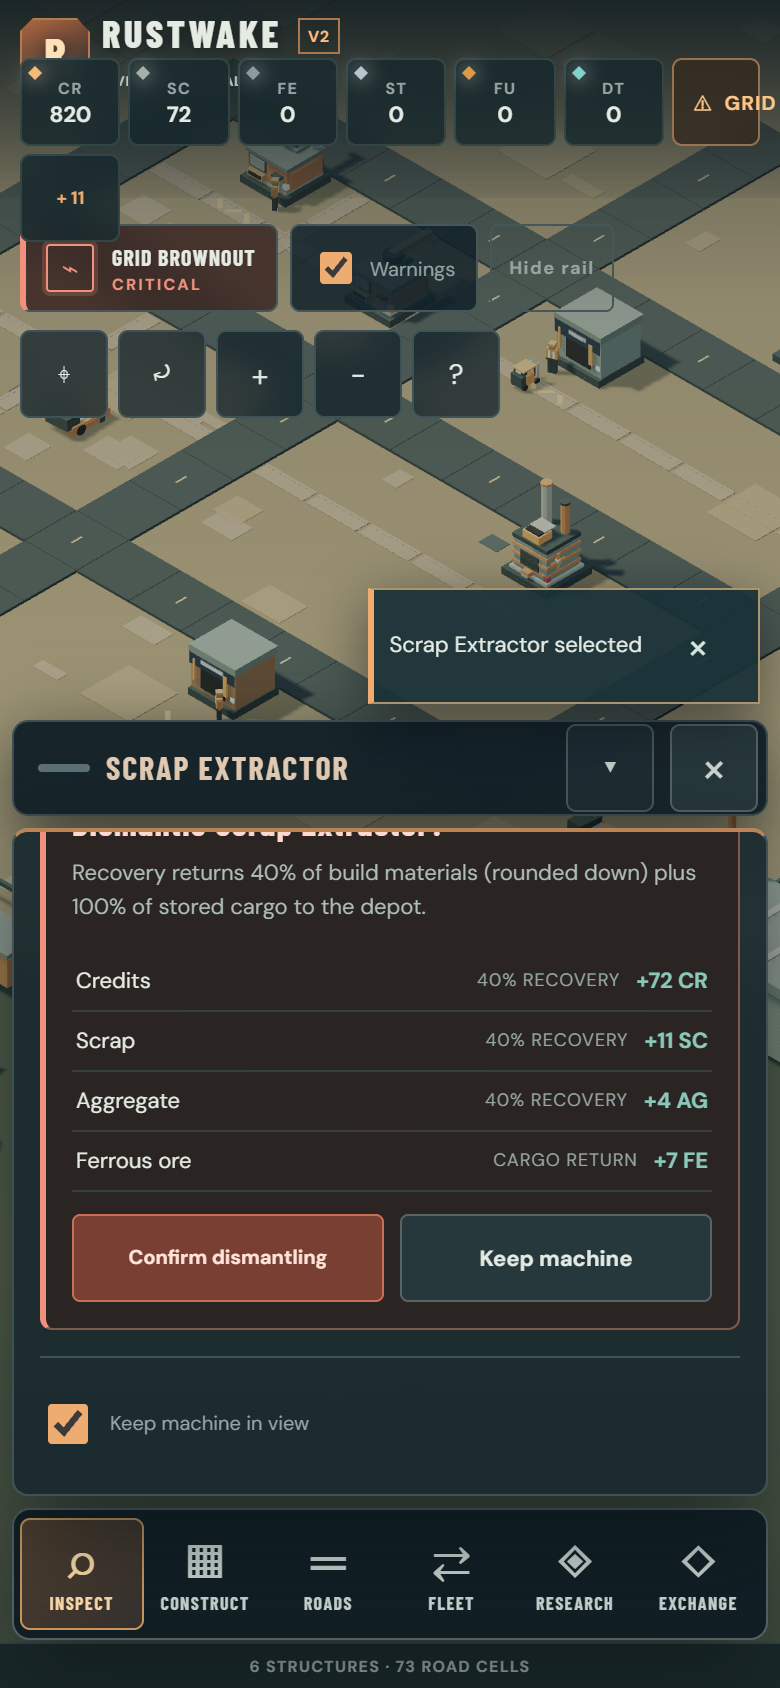 RUSTWAKE V2
CR SC FE ST FU DT
820 72 0 0 0 0
⚠ GRID
+ 11
GRID BROWNOUT
CRITICAL
Warnings
Hide rail
+ - ?
Scrap Extractor selected ×
SCRAP EXTRACTOR ▼ ×
Dismantle Scrap Extractor?
Recovery returns 40% of build materials (rounded down) plus
100% of stored cargo to the depot.
Credits 40% RECOVERY +72 CR
Scrap 40% RECOVERY +11 SC
Aggregate 40% RECOVERY +4 AG
Ferrous ore CARGO RETURN +7 FE
Confirm dismantling Keep machine
Keep machine in view
INSPECT CONSTRUCT ROADS FLEET RESEARCH EXCHANGE
6 STRUCTURES · 73 ROAD CELLS